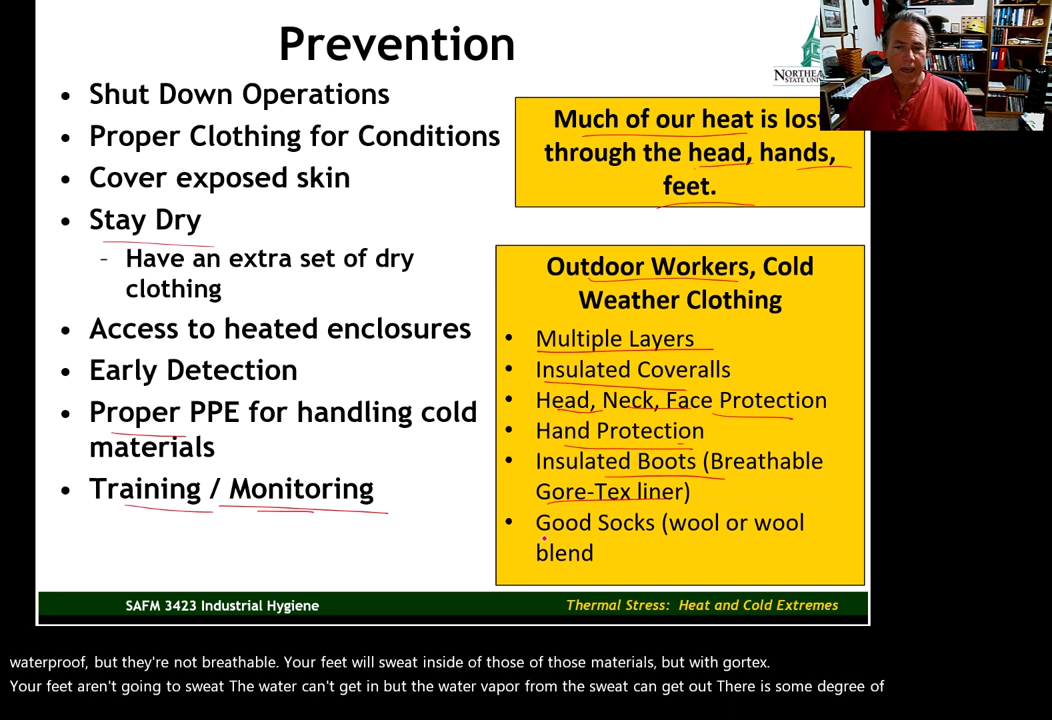 Prevention
• Shut Down Operations
• Proper Clothing for Conditions
• Cover exposed skin
• Stay Dry
- Have an extra set of dry
clothing
• Access to heated enclosures
• Early Detection
• Proper PPE for handling cold
materials
• Training / Monitoring
Much of our heat is lost
through the head, hands,
feet.
Outdoor Workers, Cold
Weather Clothing
• Multiple Layers
• Insulated Coveralls
• Head, Neck, Face Protection
• Hand Protection
• Insulated Boots (Breathable
Gore-Tex liner)
• Good Socks (wool or wool
blend
SAFM 3423 Industrial Hygiene
Thermal Stress: Heat and Cold Extremes
waterproof, but they're not breathable. Your feet will sweat inside of those of those materials, but with gortex.
Your feet aren't going to sweat The water can't get in but the water vapor from the sweat can get out There is some degree of